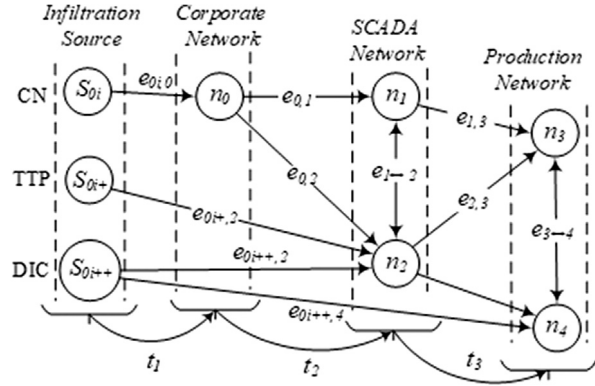 Infiltration Source
Corporate Network
SCADA Network
Production Network
CN
S0i
e0i,0
n0
e0,1
n1
e1,3
n3
TTP
S0i+
e0i+,2
e0,2
e1↔2
e2,3
e3↔4
DIC
S0i++
e0i++,2
n2
e0i++,4
n4
t1
t2
t3